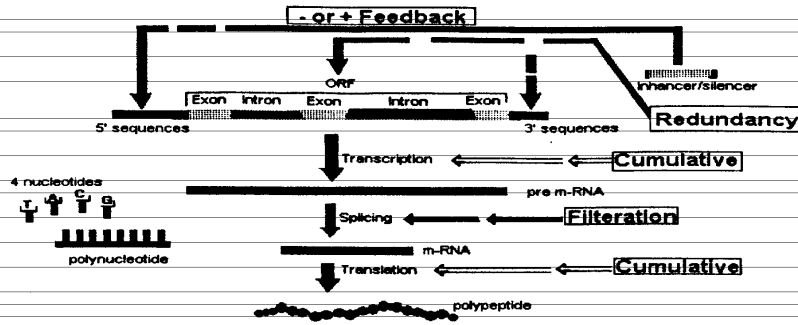 - or + Feedback
ORF
Inhancer/silencer
Exon Intron Exon Intron Exon
5' sequences
3' sequences
Redundancy
Transcription
Cumulative
4 nucleotides
T A C G
pre m-RNA
Splicing
Filteration
polynucleotide
m-RNA
Translation
Cumulative
polypeptide